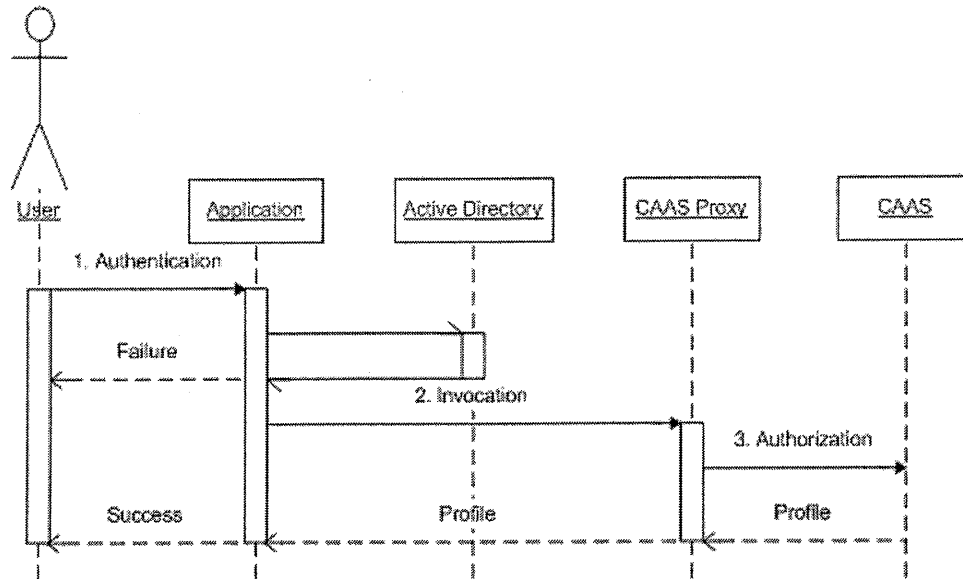 User
Application
Active Directory
CAAS Proxy
CAAS
1. Authentication
Failure
2. Invocation
3. Authorization
Success
Profile
Profile